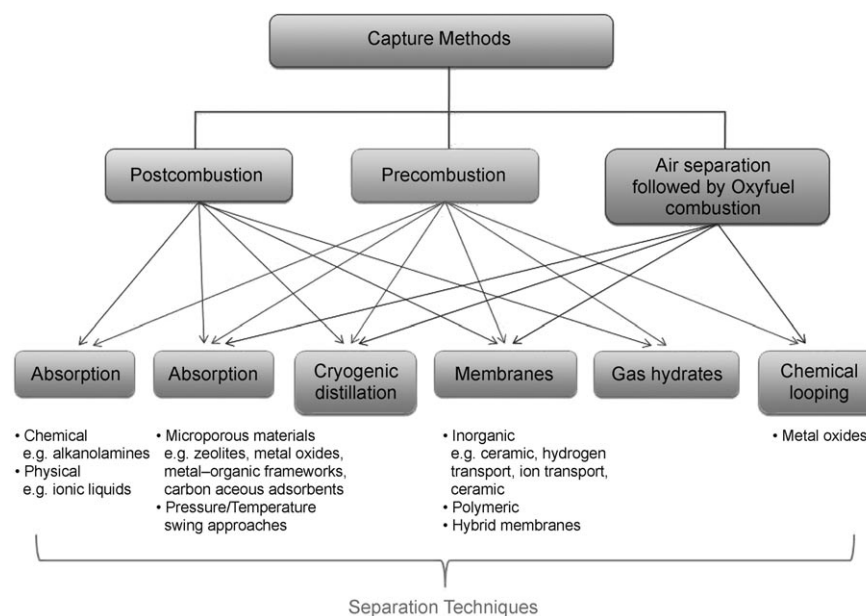 Capture Methods
Postcombustion
Precombustion
Air separation
followed by Oxyfuel
combustion
Absorption
Absorption
Cryogenic
distillation
Membranes
Gas hydrates
Chemical
looping
• Chemical
e.g. alkanolamines
• Physical
e.g. ionic liquids
• Microporous materials
e.g. zeolites, metal oxides,
metal–organic frameworks,
carbon aceous adsorbents
• Pressure/Temperature
swing approaches
• Inorganic
e.g. ceramic, hydrogen
transport, ion transport,
ceramic
• Polymeric
• Hybrid membranes
• Metal oxides
Separation Techniques